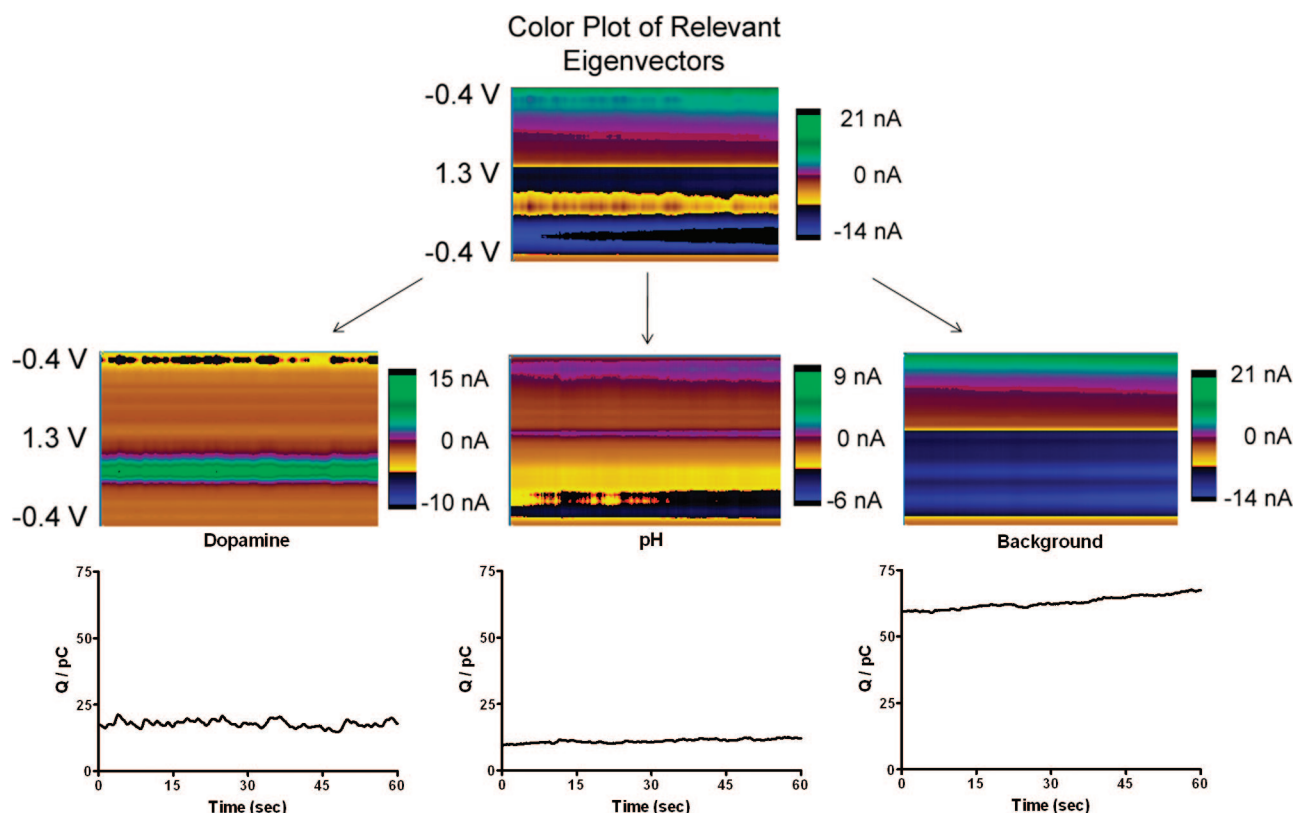 Color Plot of Relevant
Eigenvectors
-0.4 V
1.3 V
-0.4 V
21 nA
0 nA
-14 nA
-0.4 V
1.3 V
-0.4 V
15 nA
0 nA
-10 nA
9 nA
0 nA
-6 nA
21 nA
0 nA
-14 nA
Dopamine
pH
Background
75
50
25
0
Q / pC
0 15 30 45 60
Time (sec)
75
50
25
0
Q / pC
0 15 30 45 60
Time (sec)
75
50
25
0
Q / pC
0 15 30 45 60
Time (sec)